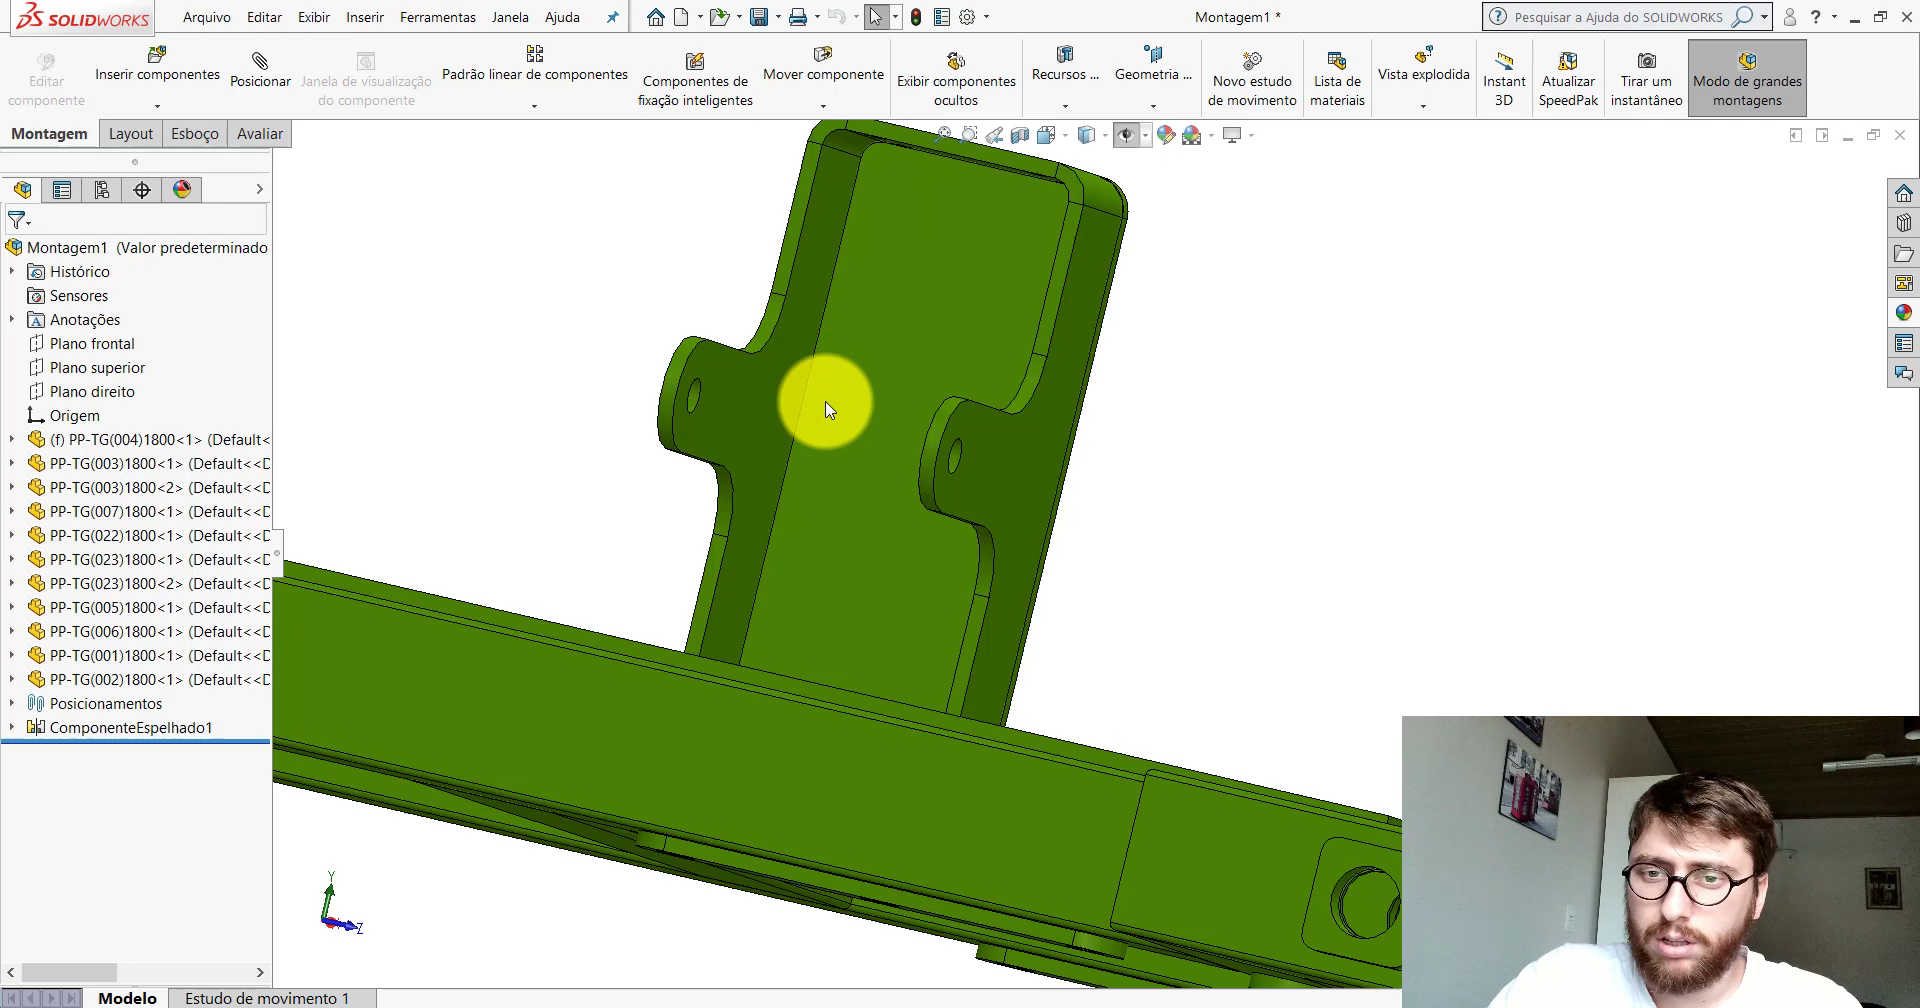 SOLIDWORKS
Arquivo Editar Exibir Inserir Ferramentas Janela Ajuda
Montagem1 *
Pesquisar a Ajuda do SOLIDWORKS
Editar componente
Inserir componentes
Posicionar
Janela de visualização do componente
Padrão linear de componentes
Componentes de fixação inteligentes
Mover componente
Exibir componentes ocultos
Recursos ...
Geometria ...
Novo estudo de movimento
Lista de materiais
Vista explodida
Instant 3D
Atualizar SpeedPak
Tirar um instantâneo
Modo de grandes montagens
Montagem Layout Esboço Avaliar
Montagem1 (Valor predeterminado
Histórico
Sensores
Anotações
Plano frontal
Plano superior
Plano direito
Origem
(f) PP-TG(004)1800<1> (Default<
PP-TG(003)1800<1> (Default<<D
PP-TG(003)1800<2> (Default<<D
PP-TG(007)1800<1> (Default<<D
PP-TG(022)1800<1> (Default<<D
PP-TG(023)1800<1> (Default<<D
PP-TG(023)1800<2> (Default<<D
PP-TG(005)1800<1> (Default<<D
PP-TG(006)1800<1> (Default<<D
PP-TG(001)1800<1> (Default<<D
PP-TG(002)1800<1> (Default<<D
Posicionamentos
ComponenteEspelhado1
Y
Z
Modelo Estudo de movimento 1